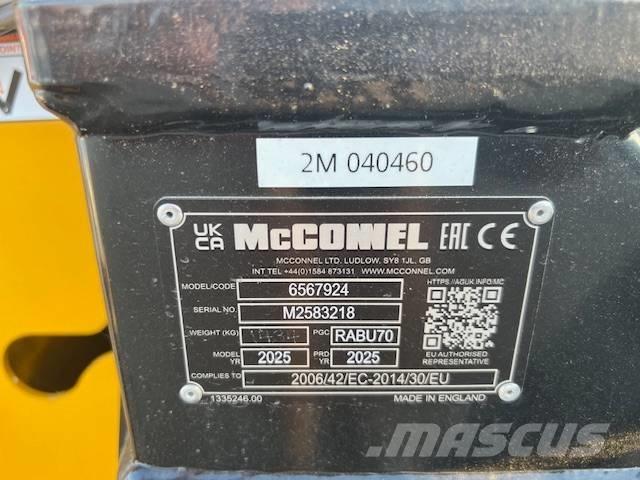 POINT
2M 040460
UK CA McCONNEL EAC CE
MCCONNEL LTD. LUDLOW, SY8 1JL, GB
INT TEL +44(0)1584 873131 WWW.MCCONNEL.COM
MODEL/CODE 6567924
HTTPS://AGUK.INFO/MC
SERIAL NO. M2583218
WEIGHT (KG) PGC RABU70
MODEL YR 2025 PRD YR 2025
EU AUTHORISED REPRESENTATIVE
COMPLIES TO 2006/42/EC-2014/30/EU
1335246.00 MADE IN ENGLAND
MASCUS